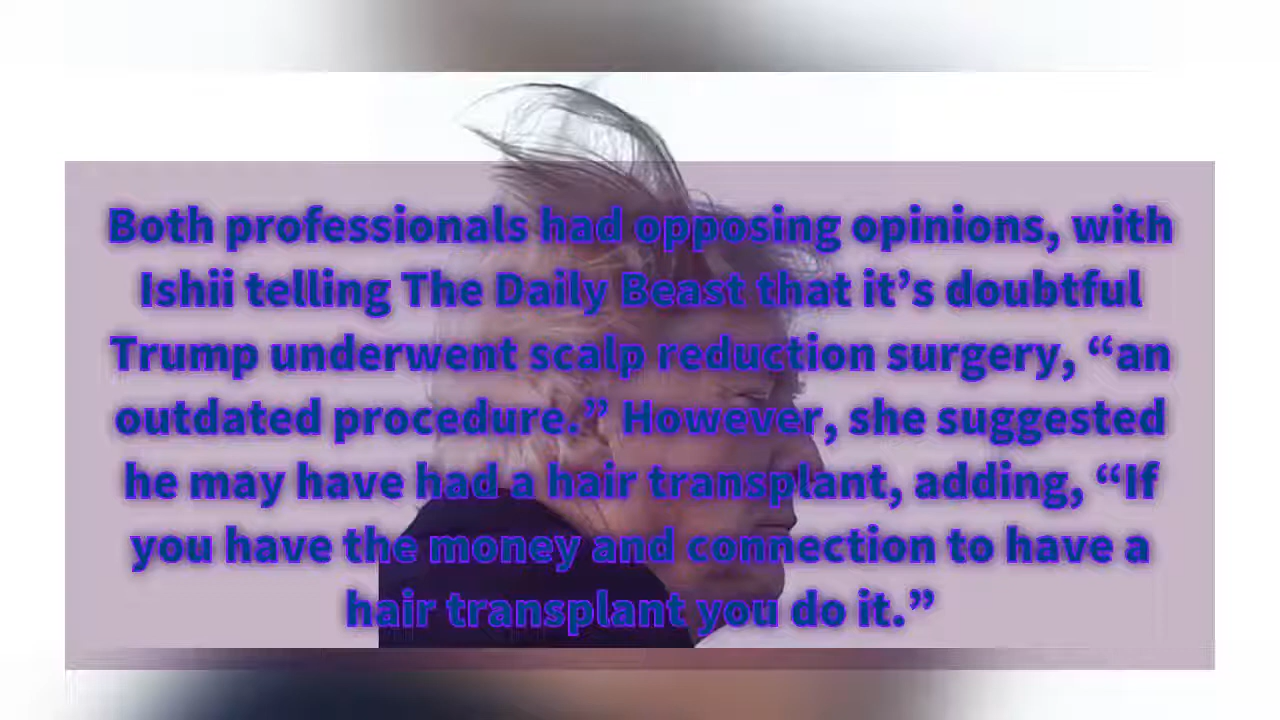 Both professionals had opposing opinions, with
Ishii telling The Daily Beast that it’s doubtful
Trump underwent scalp reduction surgery, “an
outdated procedure.” However, she suggested
he may have had a hair transplant, adding, “If
you have the money and connection to have a
hair transplant you do it.”